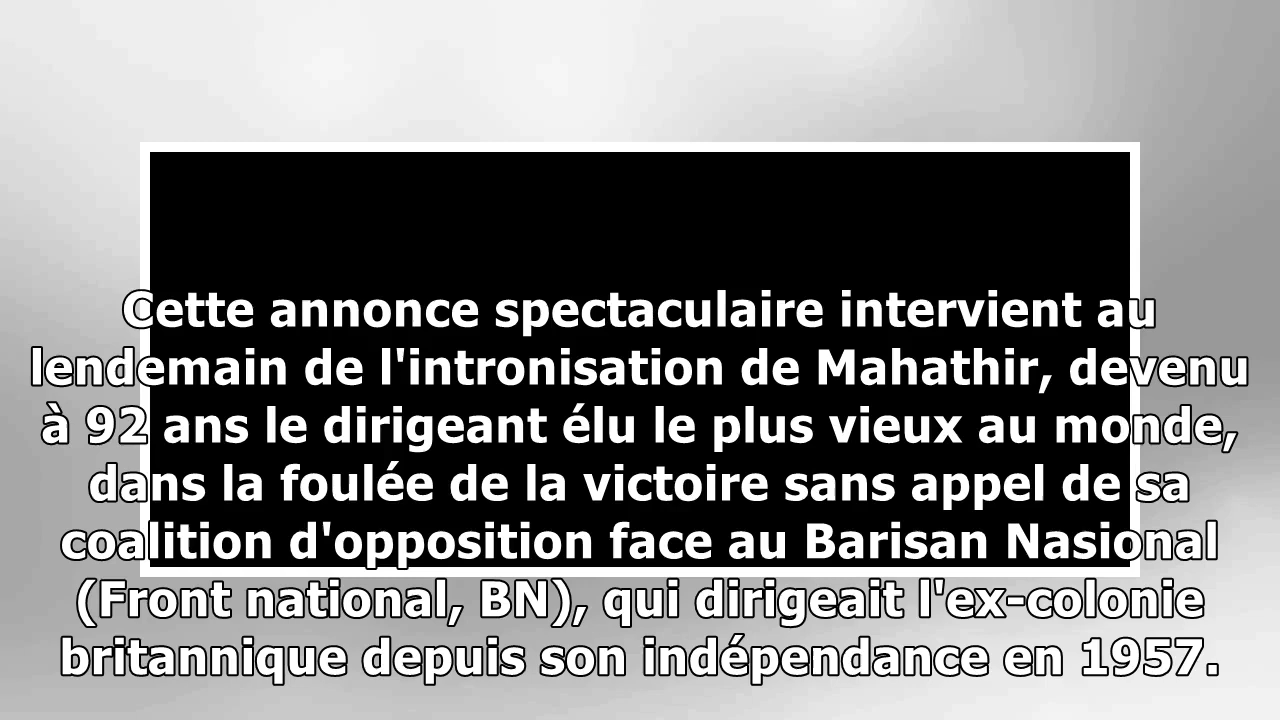 Cette annonce spectaculaire intervient au
lendemain de l'intronisation de Mahathir, devenu
à 92 ans le dirigeant élu le plus vieux au monde,
dans la foulée de la victoire sans appel de sa
coalition d'opposition face au Barisan Nasional
(Front national, BN), qui dirigeait l'ex-colonie
britannique depuis son indépendance en 1957.